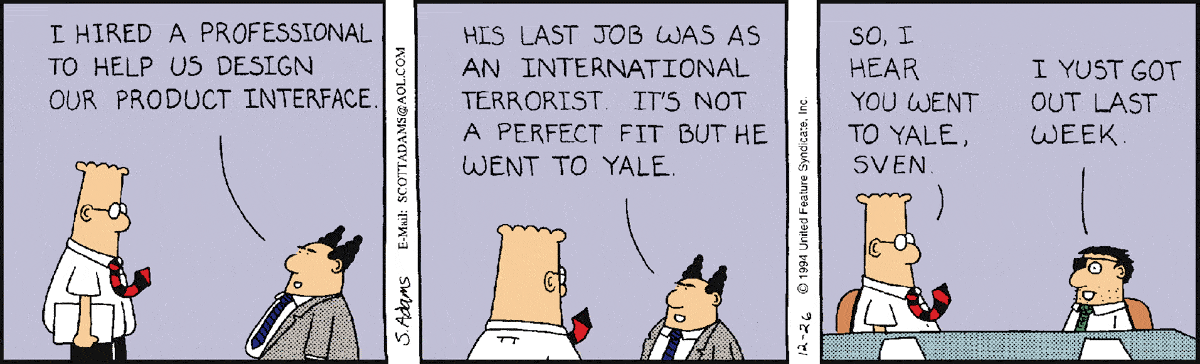 I HIRED A PROFESSIONAL
TO HELP US DESIGN
OUR PRODUCT INTERFACE.
S. Adams
E-Mail: SCOTTADAMS@AOL.COM
HIS LAST JOB WAS AS
AN INTERNATIONAL
TERRORIST. IT'S NOT
A PERFECT FIT BUT HE
WENT TO YALE.
12-26
© 1994 United Feature Syndicate, Inc.
SO, I
HEAR
YOU WENT
TO YALE,
SVEN.
I YUST GOT
OUT LAST
WEEK.